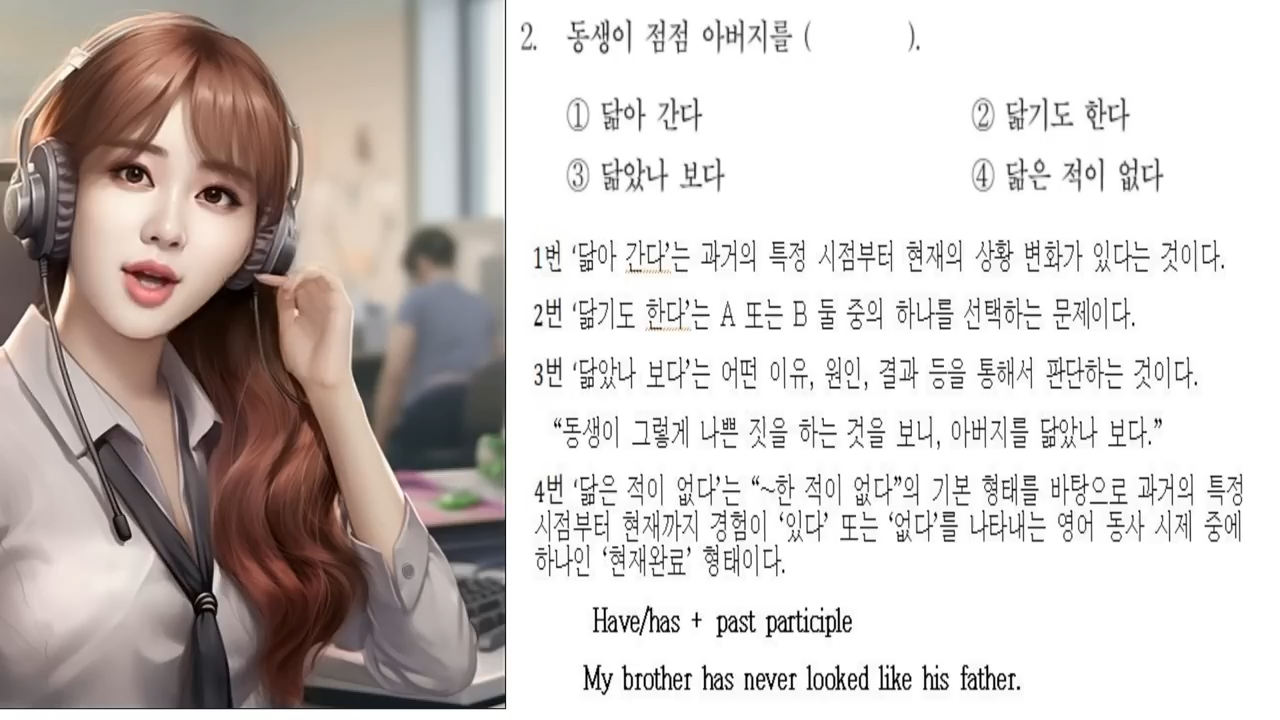 2. 동생이 점점 아버지를 ( ).
① 닮아 간다 ② 닮기도 한다
③ 닮았나 보다 ④ 닮은 적이 없다
1번 ‘닮아 간다’는 과거의 특정 시점부터 현재의 상황 변화가 있다는 것이다.
2번 ‘닮기도 한다’는 A 또는 B 둘 중의 하나를 선택하는 문제이다.
3번 ‘닮았나 보다’는 어떤 이유, 원인, 결과 등을 통해서 판단하는 것이다.
“동생이 그렇게 나쁜 짓을 하는 것을 보니, 아버지를 닮았나 보다.”
4번 ‘닮은 적이 없다’는 “~한 적이 없다”의 기본 형태를 바탕으로 과거의 특정
시점부터 현재까지 경험이 ‘있다’ 또는 ‘없다’를 나타내는 영어 동사 시제 중에
하나인 ‘현재완료’ 형태이다.
Have/has + past participle
My brother has never looked like his father.